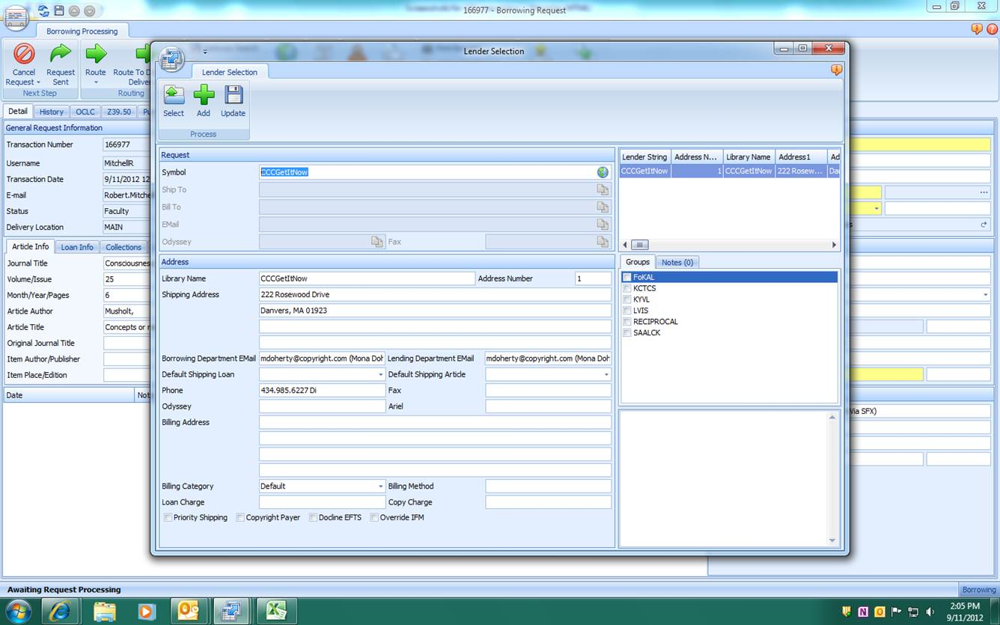 166977 - Borrowing Request
Borrowing Processing
Cancel Request
Request Sent
Route
Route To D
Deliver
Next Step
Routing
Detail
History
OCLC
Z39.50
General Request Information
Transaction Number 166977
Username MitchellR
Transaction Date 9/11/2012 12
E-mail Robert.Mitche
Status Faculty
Delivery Location MAIN
Article Info
Loan Info
Collections
Journal Title Consciousnes
Volume/Issue 25
Month/Year/Pages 6
Article Author Musholt,
Article Title Concepts or
Original Journal Title
Item Author/Publisher
Item Place/Edition
Date
Not
Lender Selection
Lender Selection
Select
Add
Update
Process
Request
Symbol CCCGetItNow
Ship To
Bill To
EMail
Odyssey
Fax
Address
Library Name CCCGetItNow
Address Number 1
Shipping Address 222 Rosewood Drive
Danvers, MA 01923
Borrowing Department EMail mdoherty@copyright.com (Mona Doh
Lending Department EMail mdoherty@copyright.com (Mona Doh
Default Shipping Loan
Default Shipping Article
Phone 434.985.6227 Di
Fax
Odyssey
Ariel
Billing Address
Billing Category Default
Billing Method
Loan Charge
Copy Charge
Priority Shipping
Copyright Payer
Docline EFTS
Override IFM
Lender String Address N... Library Name Address1 Ad
CCCGetItNow 1 CCCGetItNow 222 Rosew... Da
Groups
Notes (0)
FoKAL
KCTCS
KYVL
LVIS
RECIPROCAL
SAALCK
Via SFX)
Awaiting Request Processing
Borrowing
2:05 PM
9/11/2012